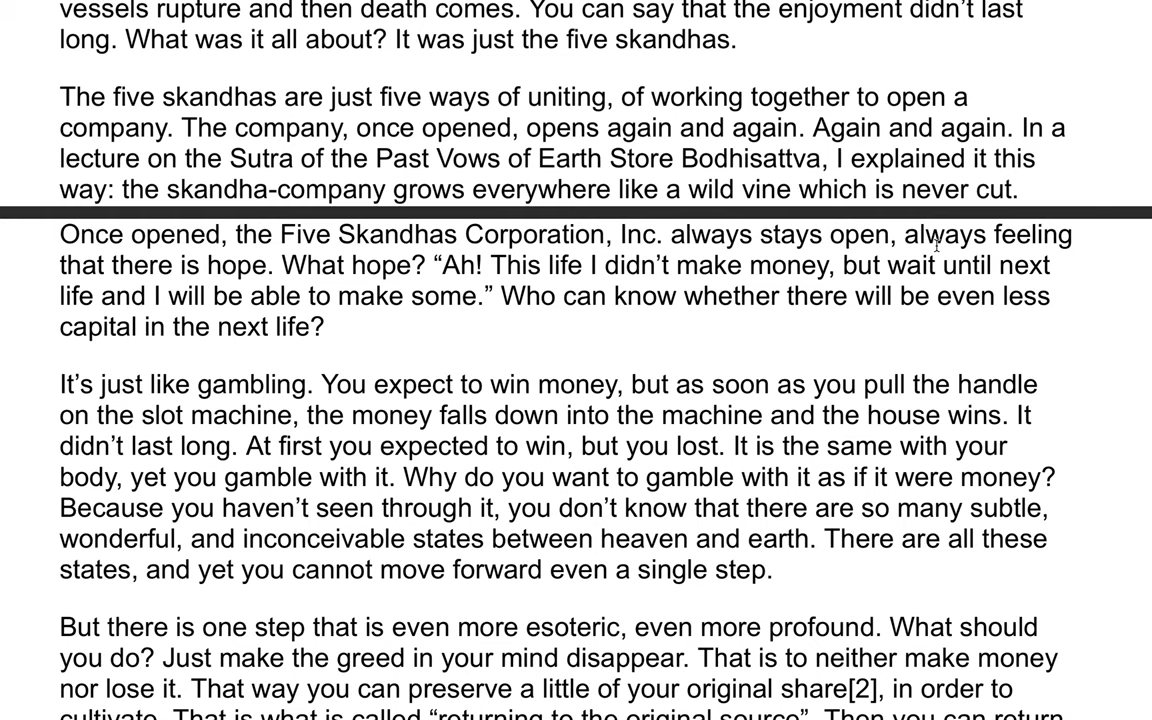 vessels rupture and then death comes. You can say that the enjoyment didn’t last
long. What was it all about? It was just the five skandhas.
The five skandhas are just five ways of uniting, of working together to open a
company. The company, once opened, opens again and again. Again and again. In a
lecture on the Sutra of the Past Vows of Earth Store Bodhisattva, I explained it this
way: the skandha-company grows everywhere like a wild vine which is never cut.
Once opened, the Five Skandhas Corporation, Inc. always stays open, always feeling
that there is hope. What hope? “Ah! This life I didn’t make money, but wait until next
life and I will be able to make some.” Who can know whether there will be even less
capital in the next life?
It’s just like gambling. You expect to win money, but as soon as you pull the handle
on the slot machine, the money falls down into the machine and the house wins. It
didn’t last long. At first you expected to win, but you lost. It is the same with your
body, yet you gamble with it. Why do you want to gamble with it as if it were money?
Because you haven’t seen through it, you don’t know that there are so many subtle,
wonderful, and inconceivable states between heaven and earth. There are all these
states, and yet you cannot move forward even a single step.
But there is one step that is even more esoteric, even more profound. What should
you do? Just make the greed in your mind disappear. That is to neither make money
nor lose it. That way you can preserve a little of your original share[2], in order to
cultivate. That is what is called “returning to the original source”. Then you can return